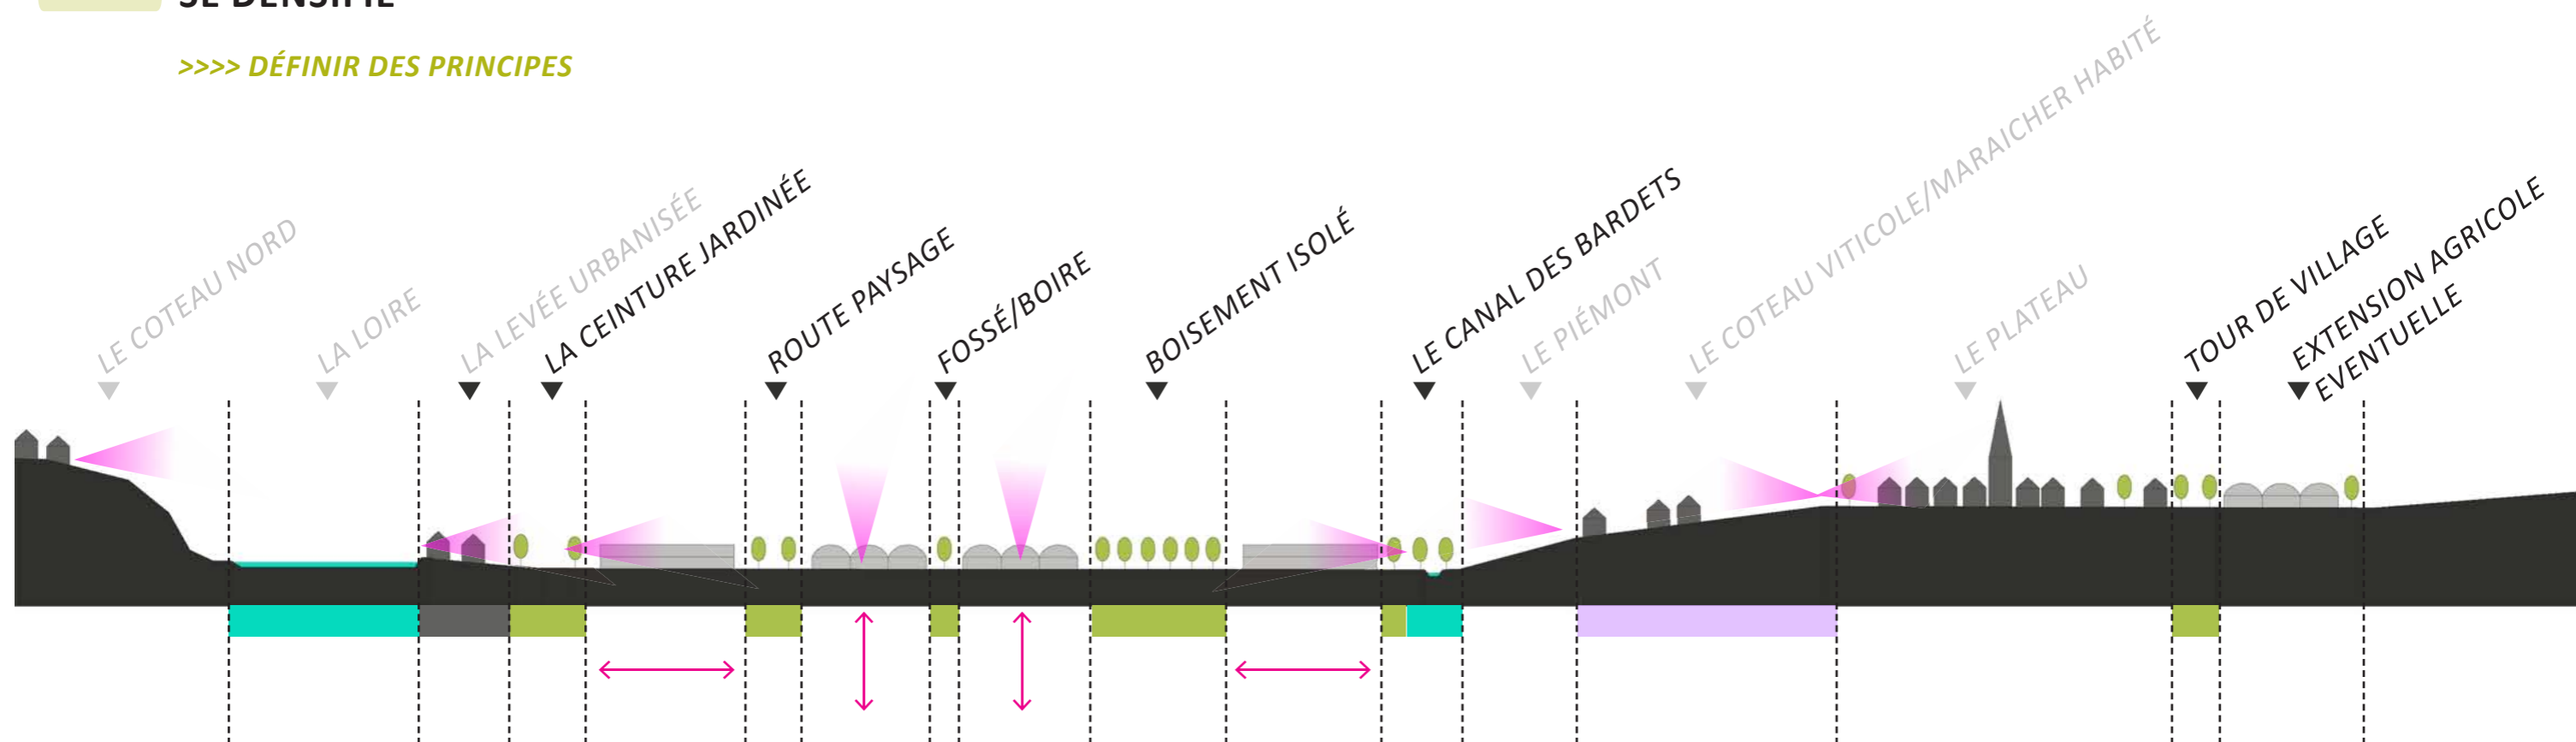 SE DENSIFIE
>>>> DÉFINIR DES PRINCIPES
LE COTEAU NORD
LA LOIRE
LA LEVÉE URBANISÉE
LA CEINTURE JARDINÉE
ROUTE PAYSAGE
FOSSÉ/BOIRE
BOISEMENT ISOLÉ
LE CANAL DES BARDETS
LE PIÉMONT
LE COTEAU VITICOLE/MARAICHER HABITÉ
LE PLATEAU
TOUR DE VILLAGE
EXTENSION AGRICOLE
EVENTUELLE